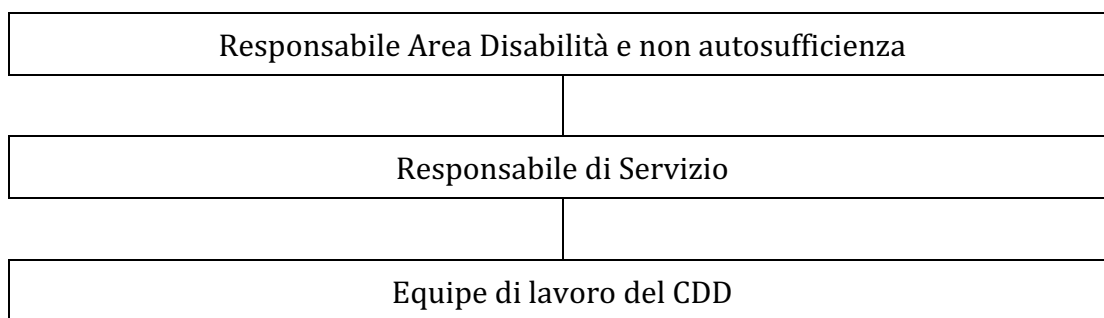 Responsabile Area Disabilità e non autosufficienza
Responsabile di Servizio
Equipe di lavoro del CDD